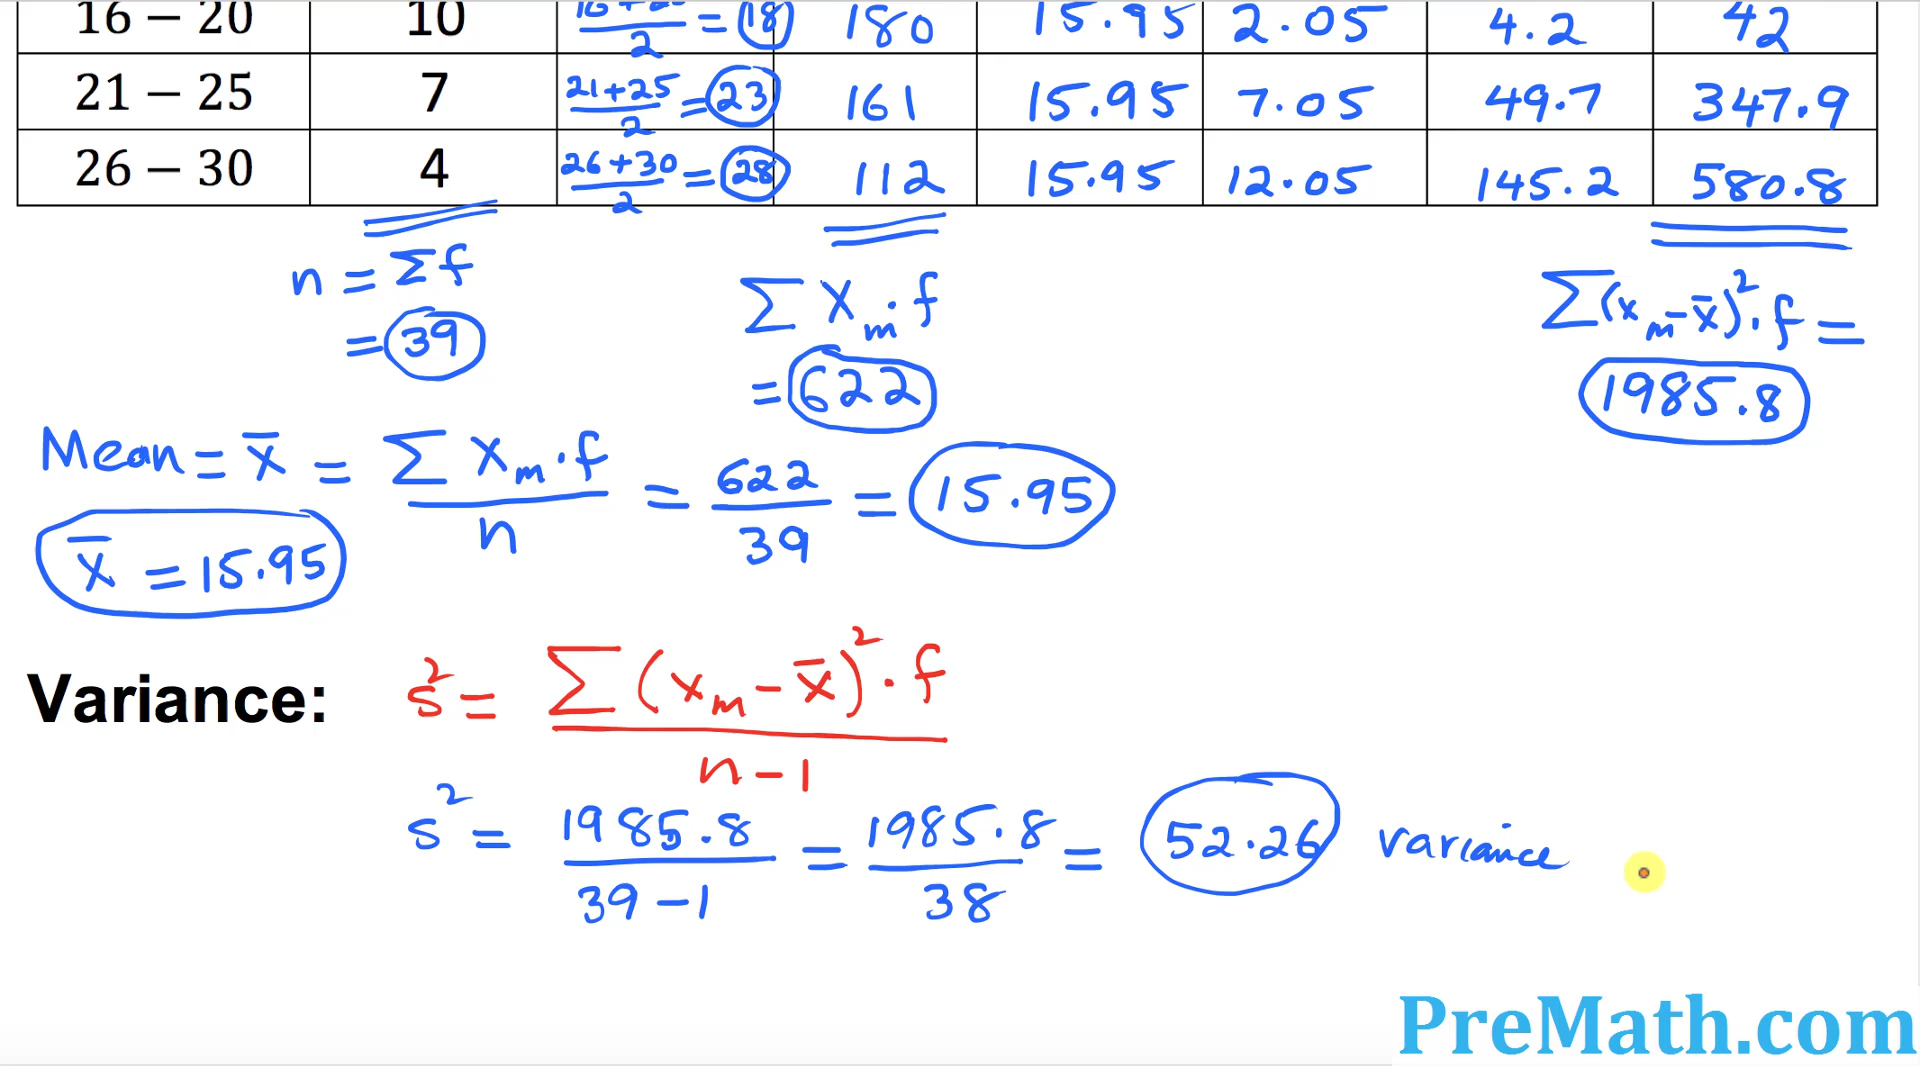 16 − 20 10 = 18 180 15.95 2.05 4.2 42
2
21 − 25 7 21+25 = 23 161 15.95 7.05 49.7 347.9
2
26 − 30 4 26+30 = 28 112 15.95 12.05 145.2 580.8
2
n = Σf
= 39
Σ Xm·f
= 622
Σ(xm−x̄)²·f =
1985.8
Mean = x̄ = Σ Xm·f / n = 622 / 39 = 15.95
x̄ = 15.95
Variance: s² = Σ(xm−x̄)²·f / n−1
s² = 1985.8 / 39−1 = 1985.8 / 38 = 52.26 variance
PreMath.com